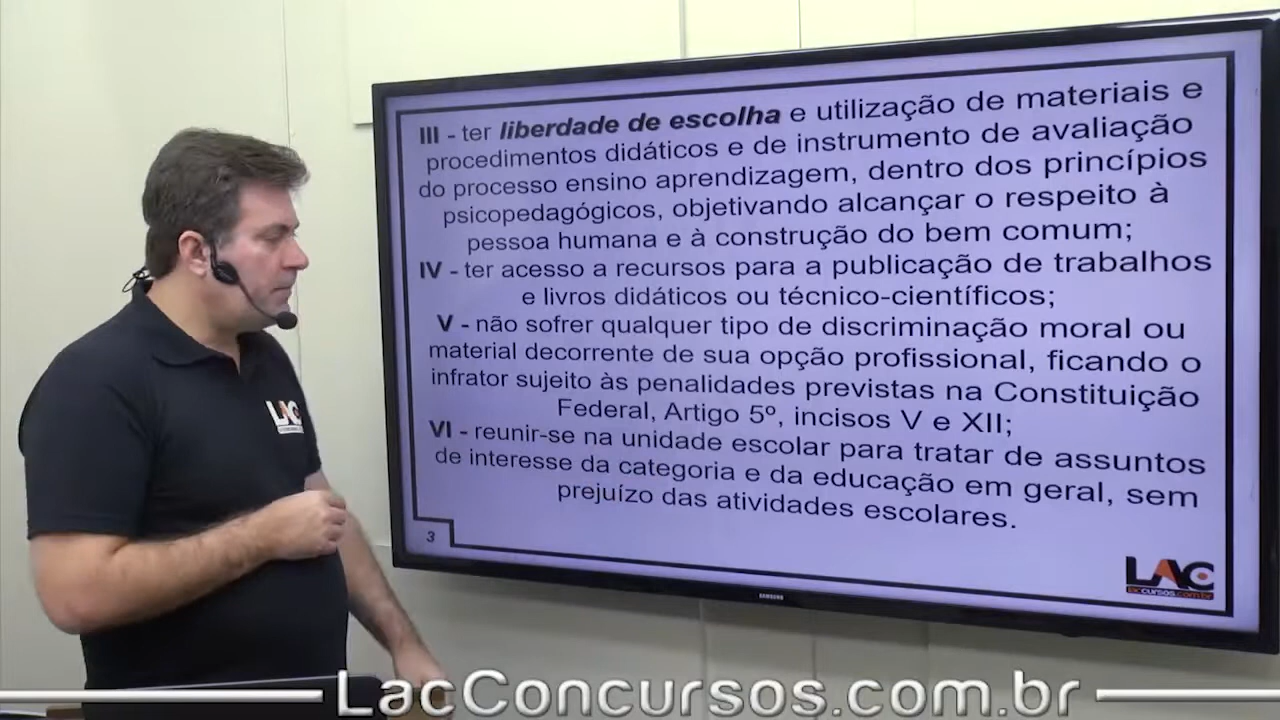 III - ter liberdade de escolha e utilização de materiais e
procedimentos didáticos e de instrumento de avaliação
do processo ensino aprendizagem, dentro dos princípios
psicopedagógicos, objetivando alcançar o respeito à
pessoa humana e à construção do bem comum;
IV - ter acesso a recursos para a publicação de trabalhos
e livros didáticos ou técnico-científicos;
V - não sofrer qualquer tipo de discriminação moral ou
material decorrente de sua opção profissional, ficando o
infrator sujeito às penalidades previstas na Constituição
Federal, Artigo 5º, incisos V e XII;
VI - reunir-se na unidade escolar para tratar de assuntos
de interesse da categoria e da educação em geral, sem
prejuízo das atividades escolares.
3
LAC
laccursos.com.br
SAMSUNG
LAC
LacConcursos.com.br